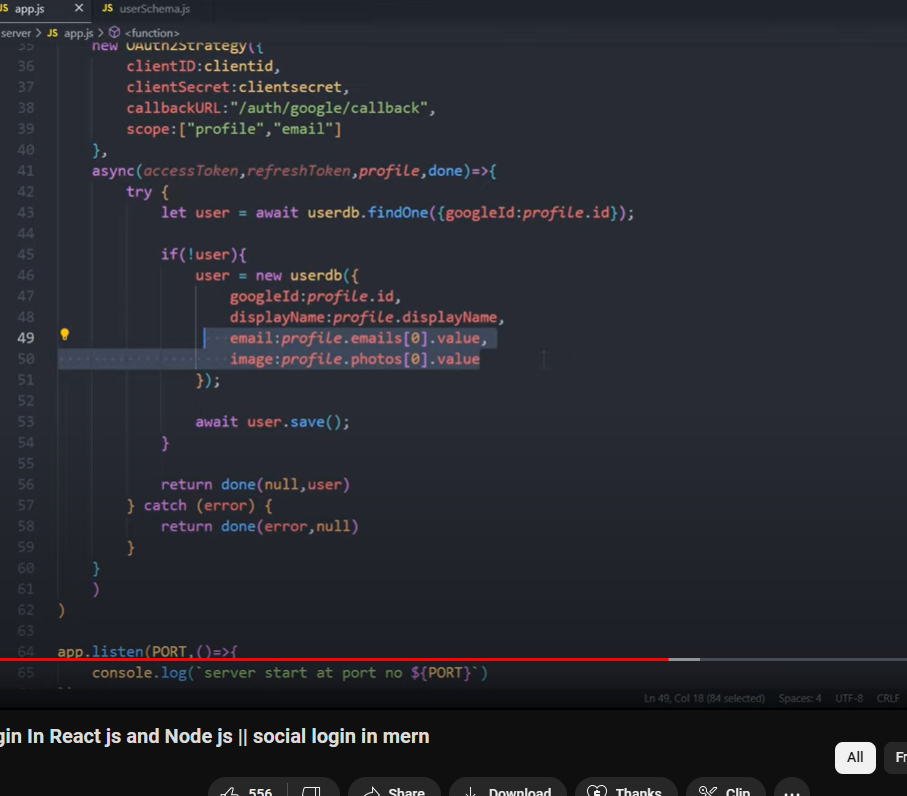 JS app.js × JS userSchema.js
server > JS app.js > <function>
35 new OAuth2Strategy({
36 clientID:clientid,
37 clientSecret:clientsecret,
38 callbackURL:"/auth/google/callback",
39 scope:["profile","email"]
40 },
41 async(accessToken,refreshToken,profile,done)=>{
42 try {
43 let user = await userdb.findOne({googleId:profile.id});
44
45 if(!user){
46 user = new userdb({
47 googleId:profile.id,
48 displayName:profile.displayName,
49 email:profile.emails[0].value,
50 image:profile.photos[0].value
51 });
52
53 await user.save();
54 }
55
56 return done(null,user)
57 } catch (error) {
58 return done(error,null)
59 }
60 }
61 )
62 )
63
64 app.listen(PORT,()=>{
65 console.log(`server start at port no ${PORT}`)
Ln 49, Col 18 (84 selected) Spaces: 4 UTF-8 CRLF
gin In React js and Node js || social login in mern
All Fr
556 Share Download Thanks Clip ...